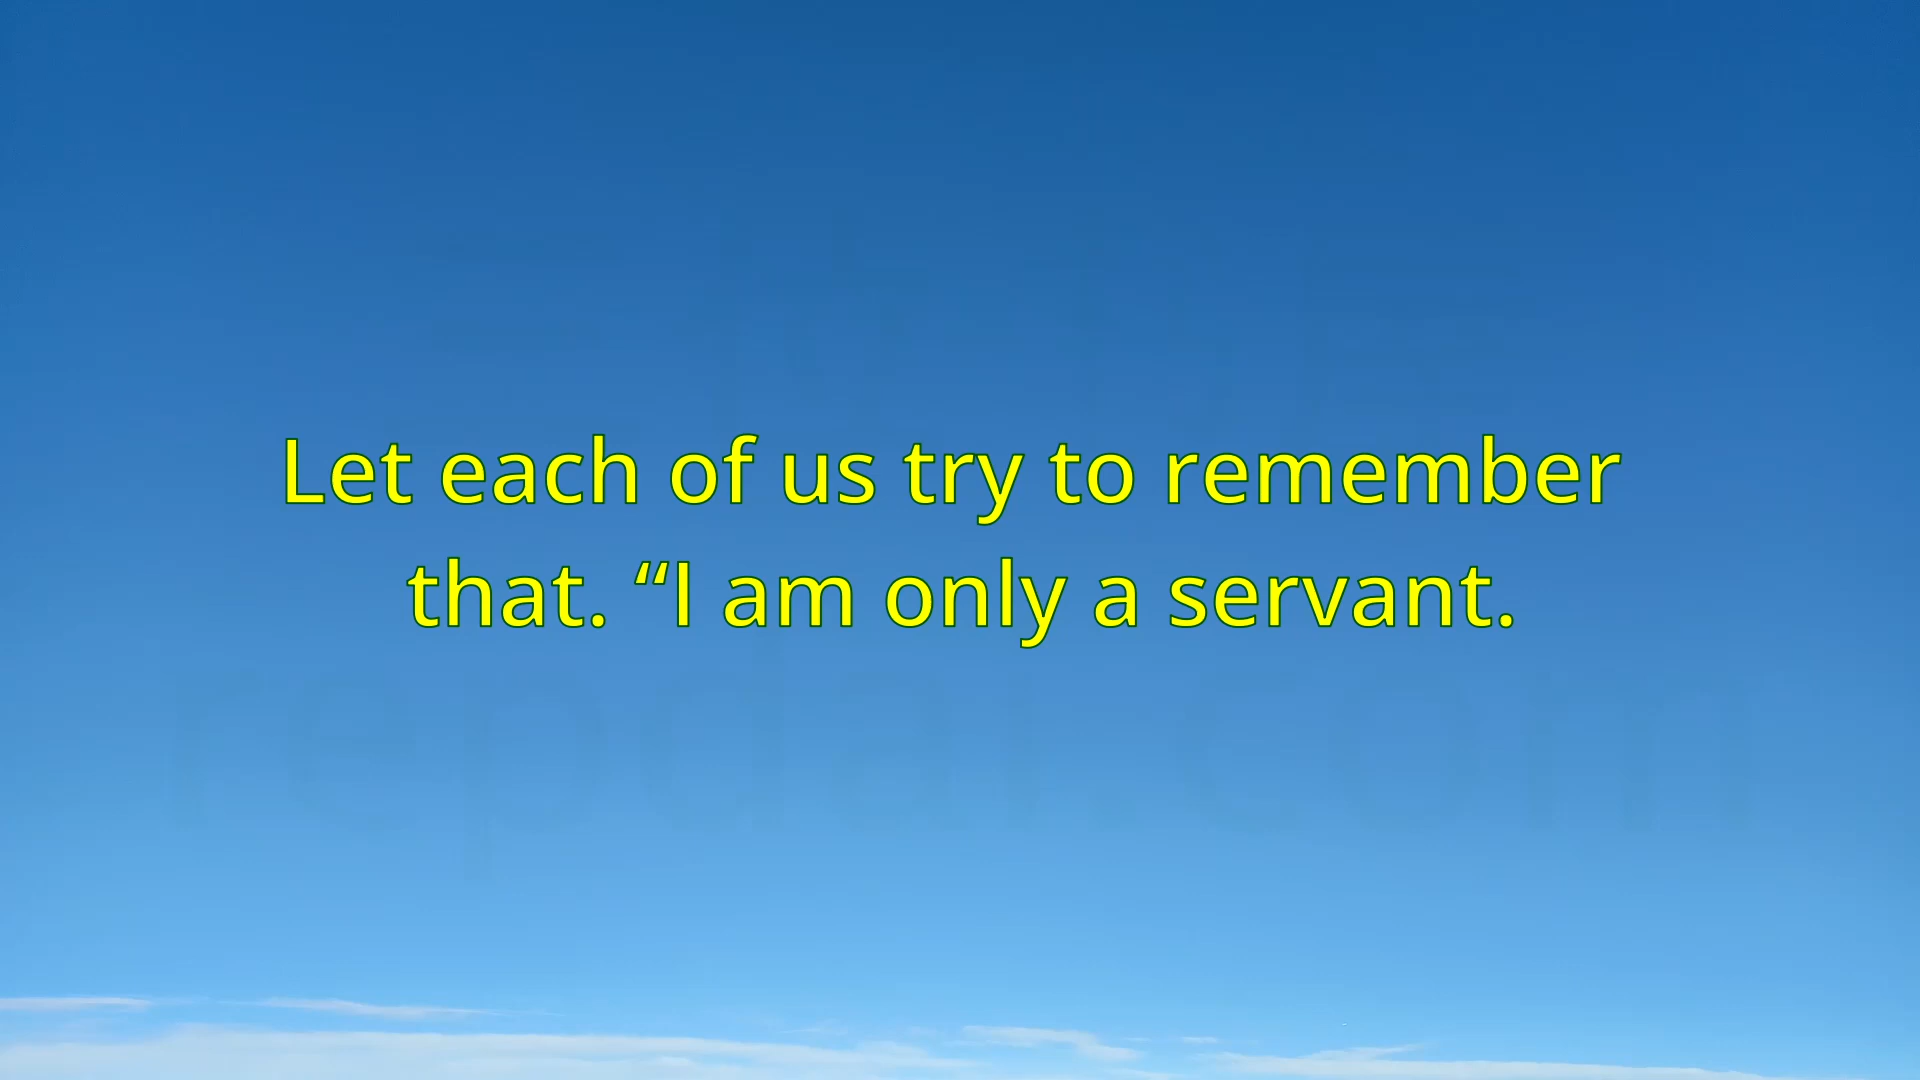 Let each of us try to remember
that. “I am only a servant.